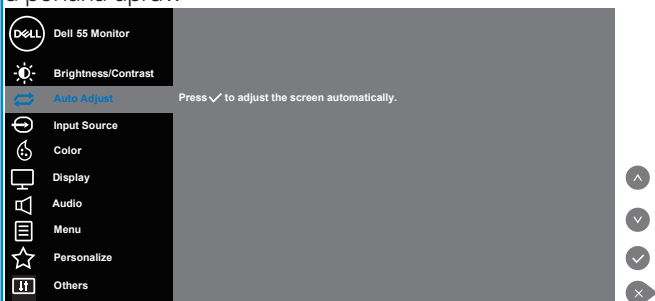 DELL
Dell 55 Monitor
Brightness/Contrast
Auto Adjust
Press ✓ to adjust the screen automatically.
Input Source
Color
Display
Audio
Menu
Personalize
Others